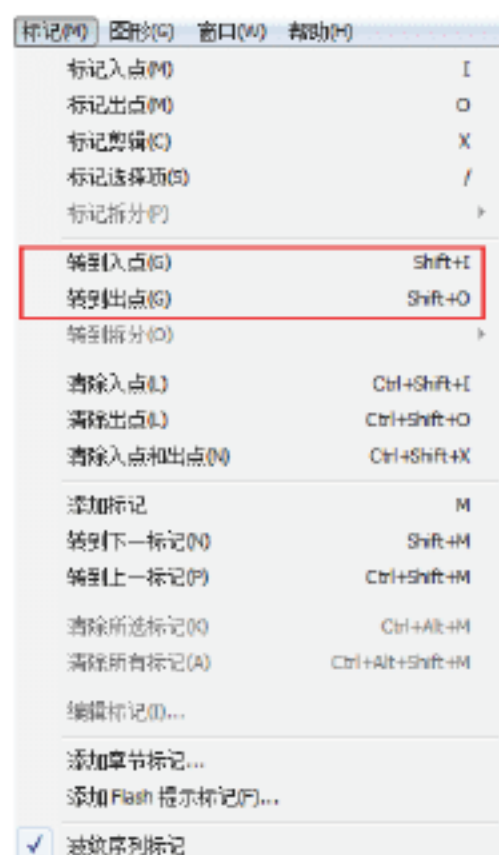 标记(M) 图形(G) 窗口(W) 帮助(H)
标记入点(M) I
标记出点(M) O
标记剪辑(C) X
标记选择项(S) /
标记拆分(P)
转到入点(G) Shift+I
转到出点(G) Shift+O
转到拆分(O)
清除入点(L) Ctrl+Shift+I
清除出点(L) Ctrl+Shift+O
清除入点和出点(N) Ctrl+Shift+X
添加标记 M
转到下一标记(N) Shift+M
转到上一标记(P) Ctrl+Shift+M
清除所选标记(K) Ctrl+Alt+M
清除所有标记(A) Ctrl+Alt+Shift+M
编辑标记(I)...
添加章节标记...
添加 Flash 提示标记(F)...
波纹序列标记